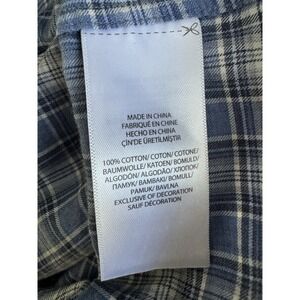 MADE IN CHINA
FABRIQUÉ EN CHINE
HECHO EN CHINA
ÇIN'DE ÜRETILMIŞTIR
100% COTTON/ COTON/ COTONE/
BAUMWOLLE/ KATOEN/ BOMULD/
ALGODÓN/ ALGODÃO/ ХЛОПОК/
ПАМУК/ BAMBAKI/ BOMULL/
PAMUK/ BAVLNA
EXCLUSIVE OF DECORATION
SAUF DÉCORATION